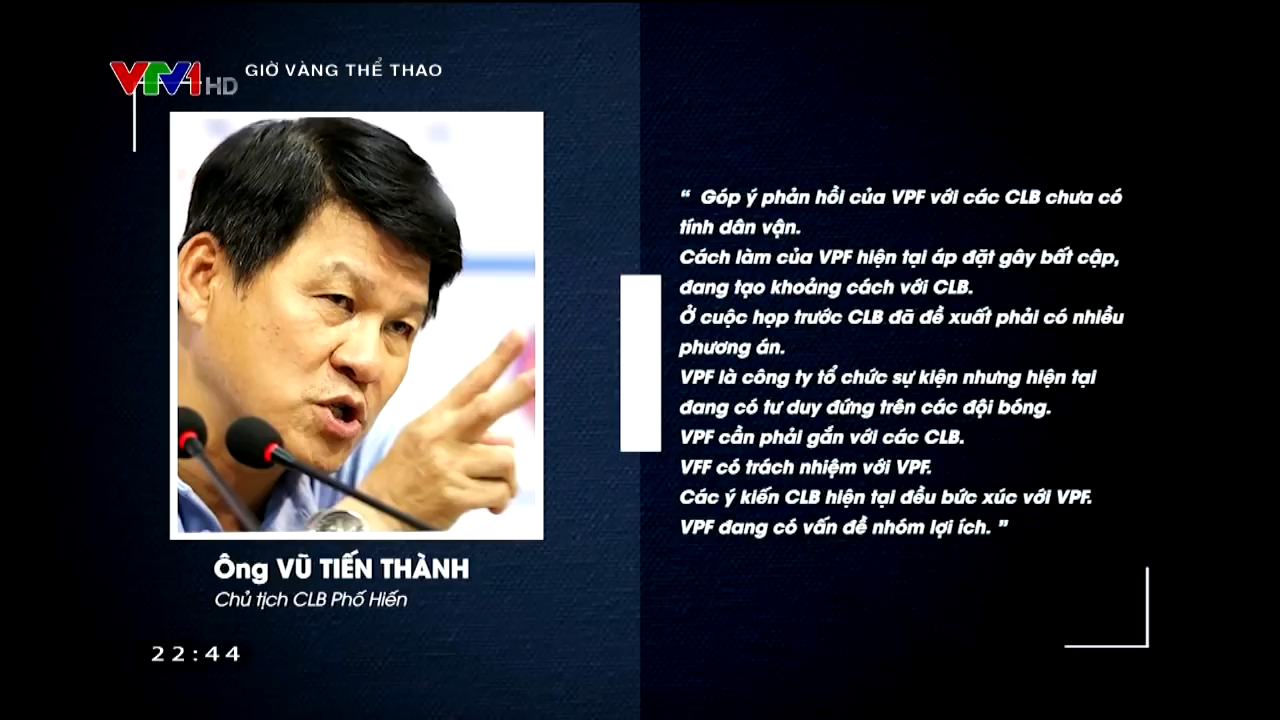 VTV1 HD
GIỜ VÀNG THỂ THAO
“ Góp ý phản hồi của VPF với các CLB chưa có
tính dân vận.
Cách làm của VPF hiện tại áp đặt gây bất cập,
đang tạo khoảng cách với CLB.
Ở cuộc họp trước CLB đã đề xuất phải có nhiều
phương án.
VPF là công ty tổ chức sự kiện nhưng hiện tại
đang có tư duy đứng trên các đội bóng.
VPF cần phải gắn với các CLB.
VFF có trách nhiệm với VPF.
Các ý kiến CLB hiện tại đều bức xúc với VPF.
VPF đang có vấn đề nhóm lợi ích. ”
Ông VŨ TIẾN THÀNH
Chủ tịch CLB Phố Hiến
22:44